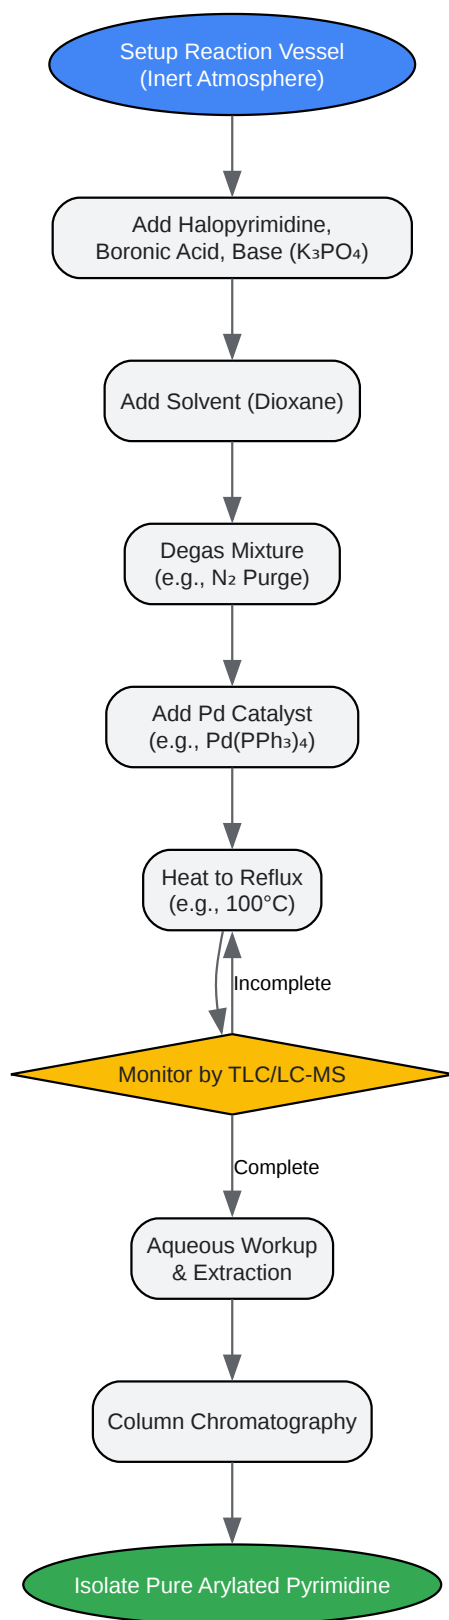 Setup Reaction Vessel
(Inert Atmosphere)
Add Halopyrimidine,
Boronic Acid, Base (K₃PO₄)
Add Solvent (Dioxane)
Degas Mixture
(e.g., N₂ Purge)
Add Pd Catalyst
(e.g., Pd(PPh₃)₄)
Heat to Reflux
(e.g., 100°C)
Incomplete
Monitor by TLC/LC-MS
Complete
Aqueous Workup
& Extraction
Column Chromatography
Isolate Pure Arylated Pyrimidine